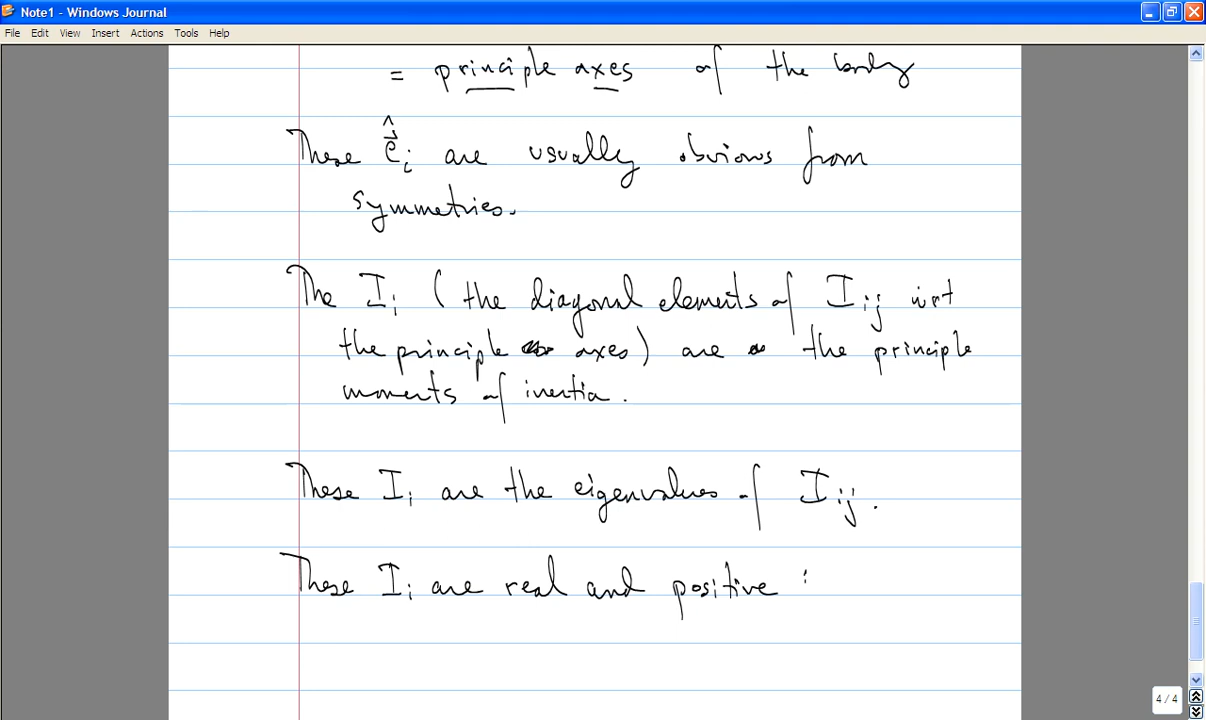 Note1 - Windows Journal
File Edit View Insert Actions Tools Help
= principle axes of the body
These ê_i are usually obvious from
symmetries.
The I_i (the diagonal elements of I_ij wrt
the principle axes) are the principle
moments of inertia.
These I_i are the eigenvalues of I_ij.
These I_i are real and positive :
4 / 4